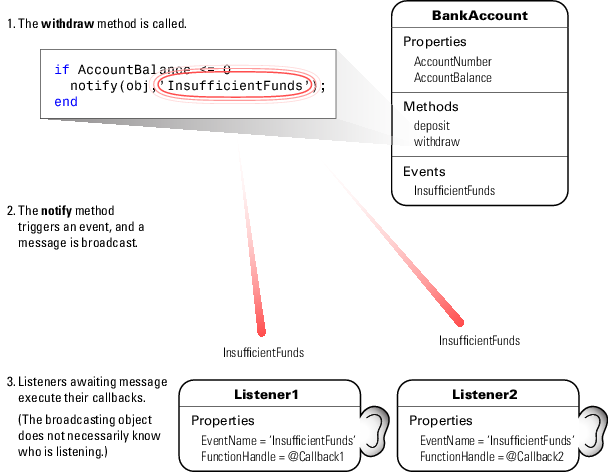 1. The withdraw method is called.
if AccountBalance <= 0
notify(obj,'InsufficientFunds');
end
BankAccount
Properties
AccountNumber
AccountBalance
Methods
deposit
withdraw
Events
InsufficientFunds
2. The notify method
triggers an event, and a
message is broadcast.
InsufficientFunds
InsufficientFunds
3. Listeners awaiting message
execute their callbacks.
(The broadcasting object
does not necessarily know
who is listening.)
Listener1
Properties
EventName = 'InsufficientFunds'
FunctionHandle = @Callback1
Listener2
Properties
EventName = 'InsufficientFunds'
FunctionHandle = @Callback2